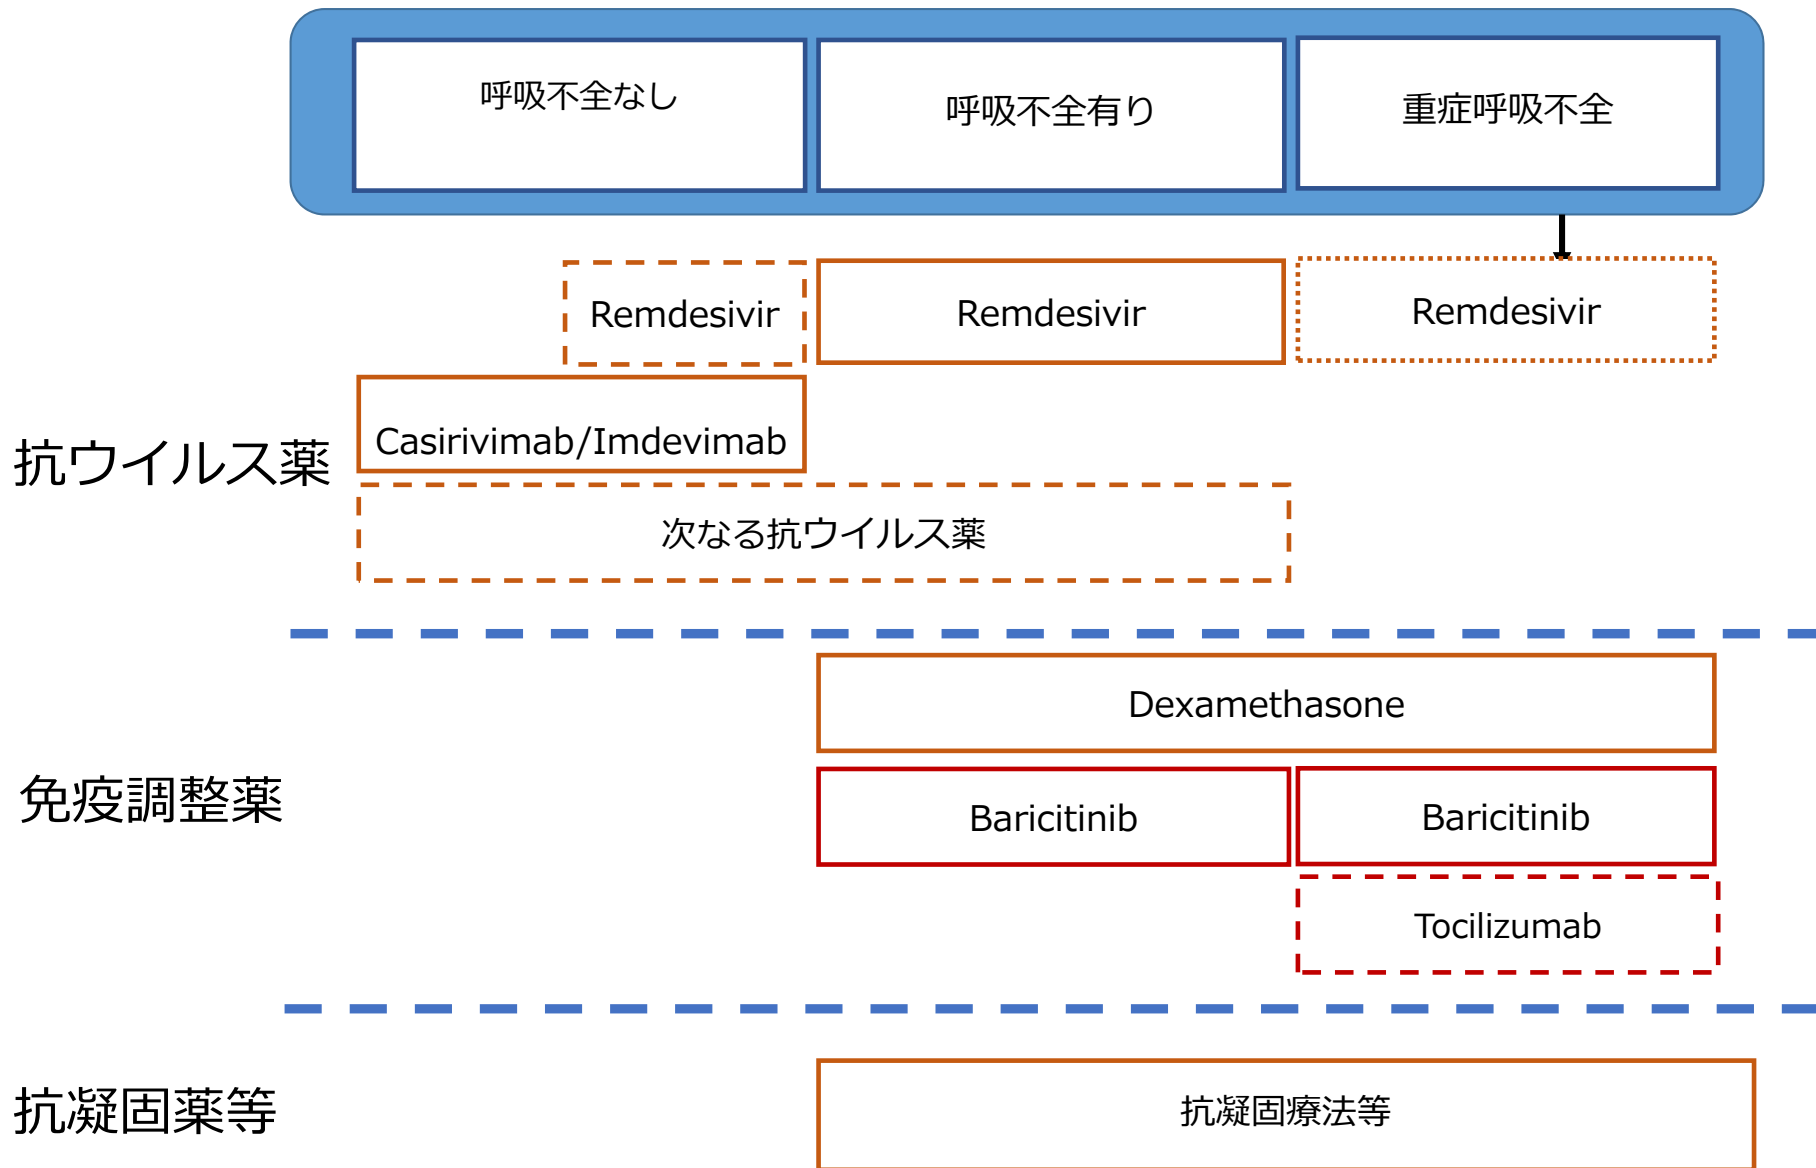 呼吸不全なし
呼吸不全有り
重症呼吸不全
Remdesivir
Remdesivir
Remdesivir
抗ウイルス薬
Casirivimab/Imdevimab
次なる抗ウイルス薬
Dexamethasone
免疫調整薬
Baricitinib
Baricitinib
Tocilizumab
抗凝固薬等
抗凝固療法等